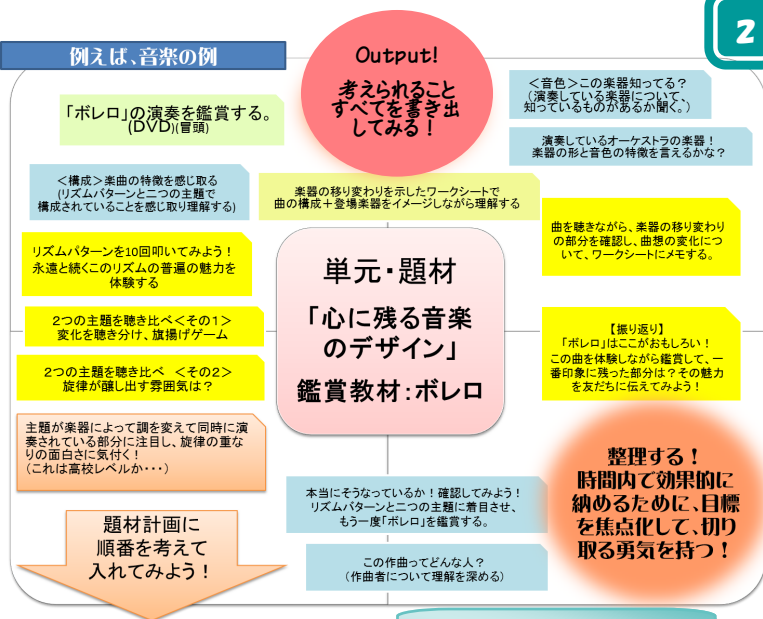 2
例えば、音楽の例
Output!
考えられること
すべてを書き出
してみる！
「ボレロ」の演奏を鑑賞する。
(DVD)(冒頭)
＜音色＞この楽器知ってる？
（演奏している楽器について、
知っているものがあるか聞く。）
演奏しているオーケストラの楽器！
楽器の形と音色の特徴を言えるかな？
＜構成＞楽曲の特徴を感じ取る
(リズムパターンと二つの主題で
構成されていることを感じ取り理解する)
楽器の移り変わりを示したワークシートで
曲の構成＋登場楽器をイメージしながら理解する
曲を聴きながら、楽器の移り変わり
の部分を確認し、曲想の変化につ
いて、ワークシートにメモする。
リズムパターンを10回叩いてみよう！
永遠と続くこのリズムの普遍の魅力を
体験する
単元・題材
「心に残る音楽
のデザイン」
鑑賞教材：ボレロ
2つの主題を聴き比べ＜その１＞
変化を聴き分け、旗揚げゲーム
２つの主題を聴き比べ ＜その２＞
旋律が醸し出す雰囲気は？
【振り返り】
「ボレロ」はここがおもしろい！
この曲を体験しながら鑑賞して、一
番印象に残った部分は？その魅力
を友だちに伝えてみよう！
主題が楽器によって調を変えて同時に演
奏されている部分に注目し、旋律の重な
りの面白さに気付く！
（これは高校レベルか・・・）
整理する！
時間内で効果的に
納めるために、目標
を焦点化して、切り
取る勇気を持つ！
本当にそうなっているか！確認してみよう！
リズムパターンと二つの主題に着目させ、
もう一度「ボレロ」を鑑賞する。
題材計画に
順番を考えて
入れてみよう！
この作曲ってどんな人？
（作曲者について理解を深める）